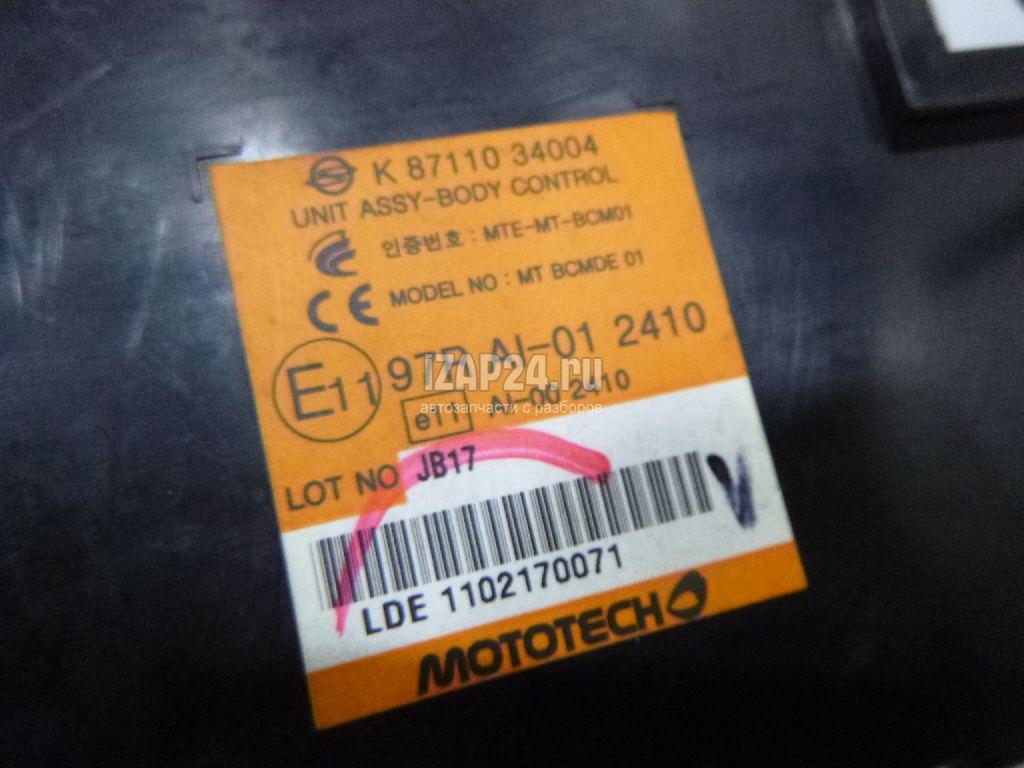 K 87110 34004
UNIT ASSY-BODY CONTROL
인증번호 : MTE-MT-BCM01
CE MODEL NO : MT BCMDE 01
E11 97R AI-01 2410
e11 AI-00 2410
IZAP24.ru
автозапчасти с разборов
LOT NO JB17
V
LDE 1102170071
MOTOTECH